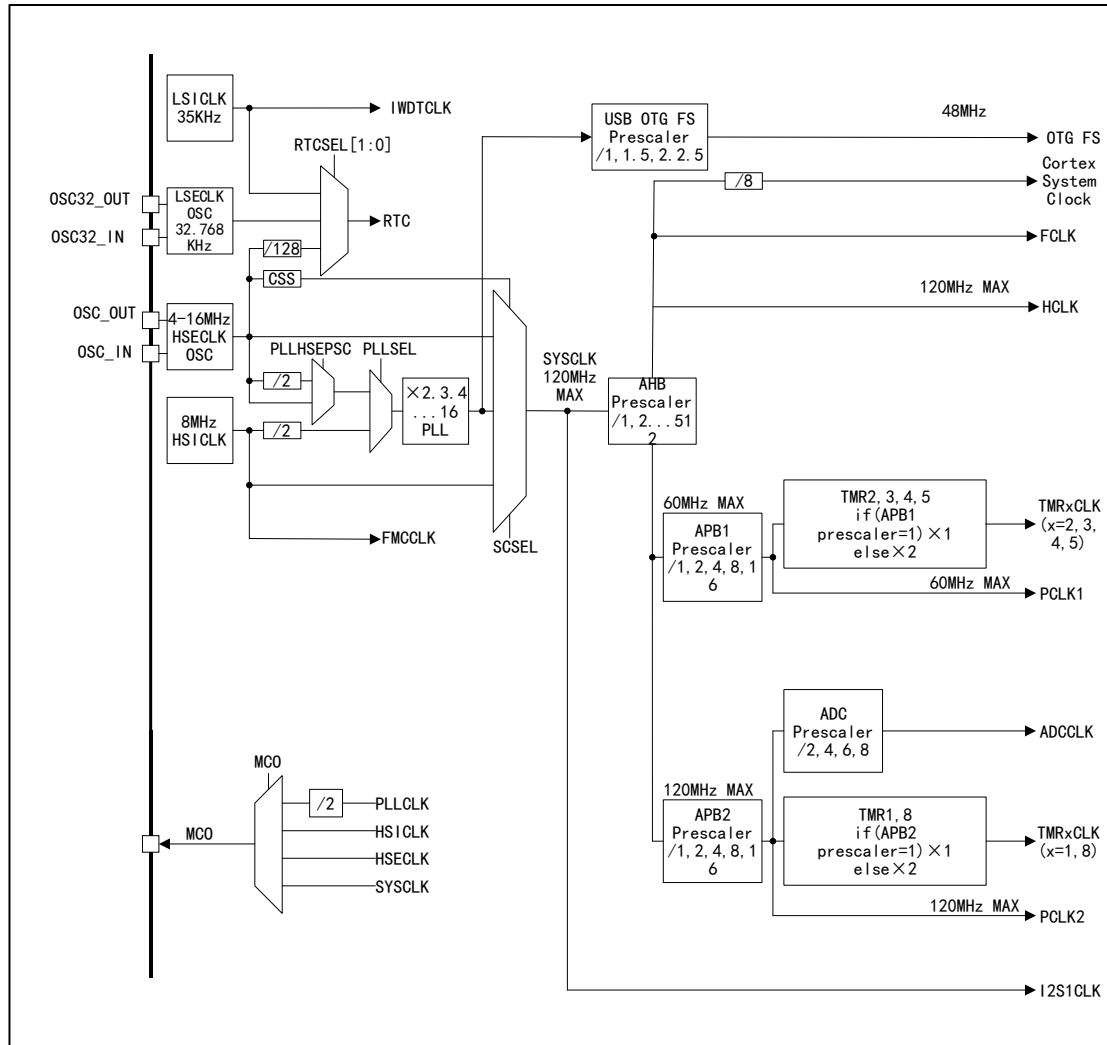 LSICLK
35KHz
IWDTCLK
RTCSEL[1:0]
OSC32_OUT
OSC32_IN
LSECLK
OSC
32.768
KHz
RTC
/128
CSS
OSC_OUT
OSC_IN
4-16MHz
HSECLK
OSC
PLLHSEPSC
PLLSEL
/2
×2.3.4
...16
PLL
8MHz
HSICLK
/2
FMCCLK
SCSEL
SYSCLK
120MHz
MAX
USB OTG FS
Prescaler
/1,1.5,2.2.5
48MHz
OTG FS
/8
Cortex
System
Clock
FCLK
120MHz MAX
HCLK
AHB
Prescaler
/1,2...51
2
60MHz MAX
APB1
Prescaler
/1,2,4,8,1
6
TMR2,3,4,5
if(APB1
prescaler=1)×1
else×2
TMRxCLK
(x=2,3,
4,5)
60MHz MAX
PCLK1
ADC
Prescaler
/2,4,6,8
ADCCLK
120MHz MAX
APB2
Prescaler
/1,2,4,8,1
6
TMR1,8
if(APB2
prescaler=1)×1
else×2
TMRxCLK
(x=1,8)
120MHz MAX
PCLK2
I2S1CLK
MCO
MCO
/2
PLLCLK
HSICLK
HSECLK
SYSCLK